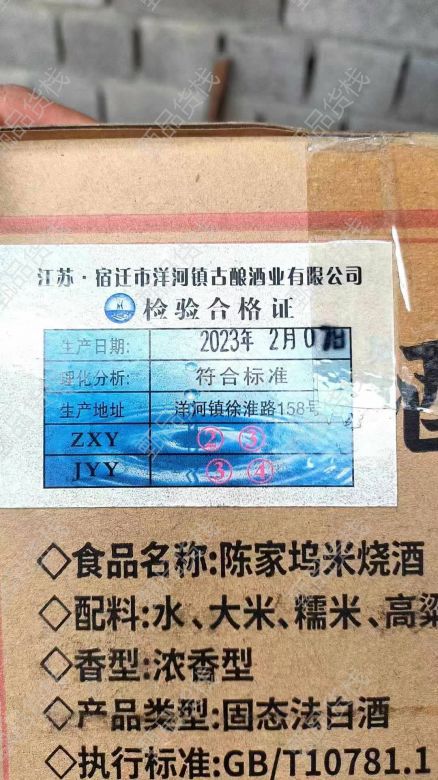 江苏·宿迁市洋河镇古酿酒业有限公司
检验合格证
生产日期: 2023年 2月07日
理化分析: 符合标准
生产地址 洋河镇徐淮路158号
ZXY ② ③
JYY ③ ④
◇食品名称:陈家坞米烧酒
◇配料:水、大米、糯米、高粱
◇香型:浓香型
◇产品类型:固态法白酒
◇执行标准:GB/T10781.1